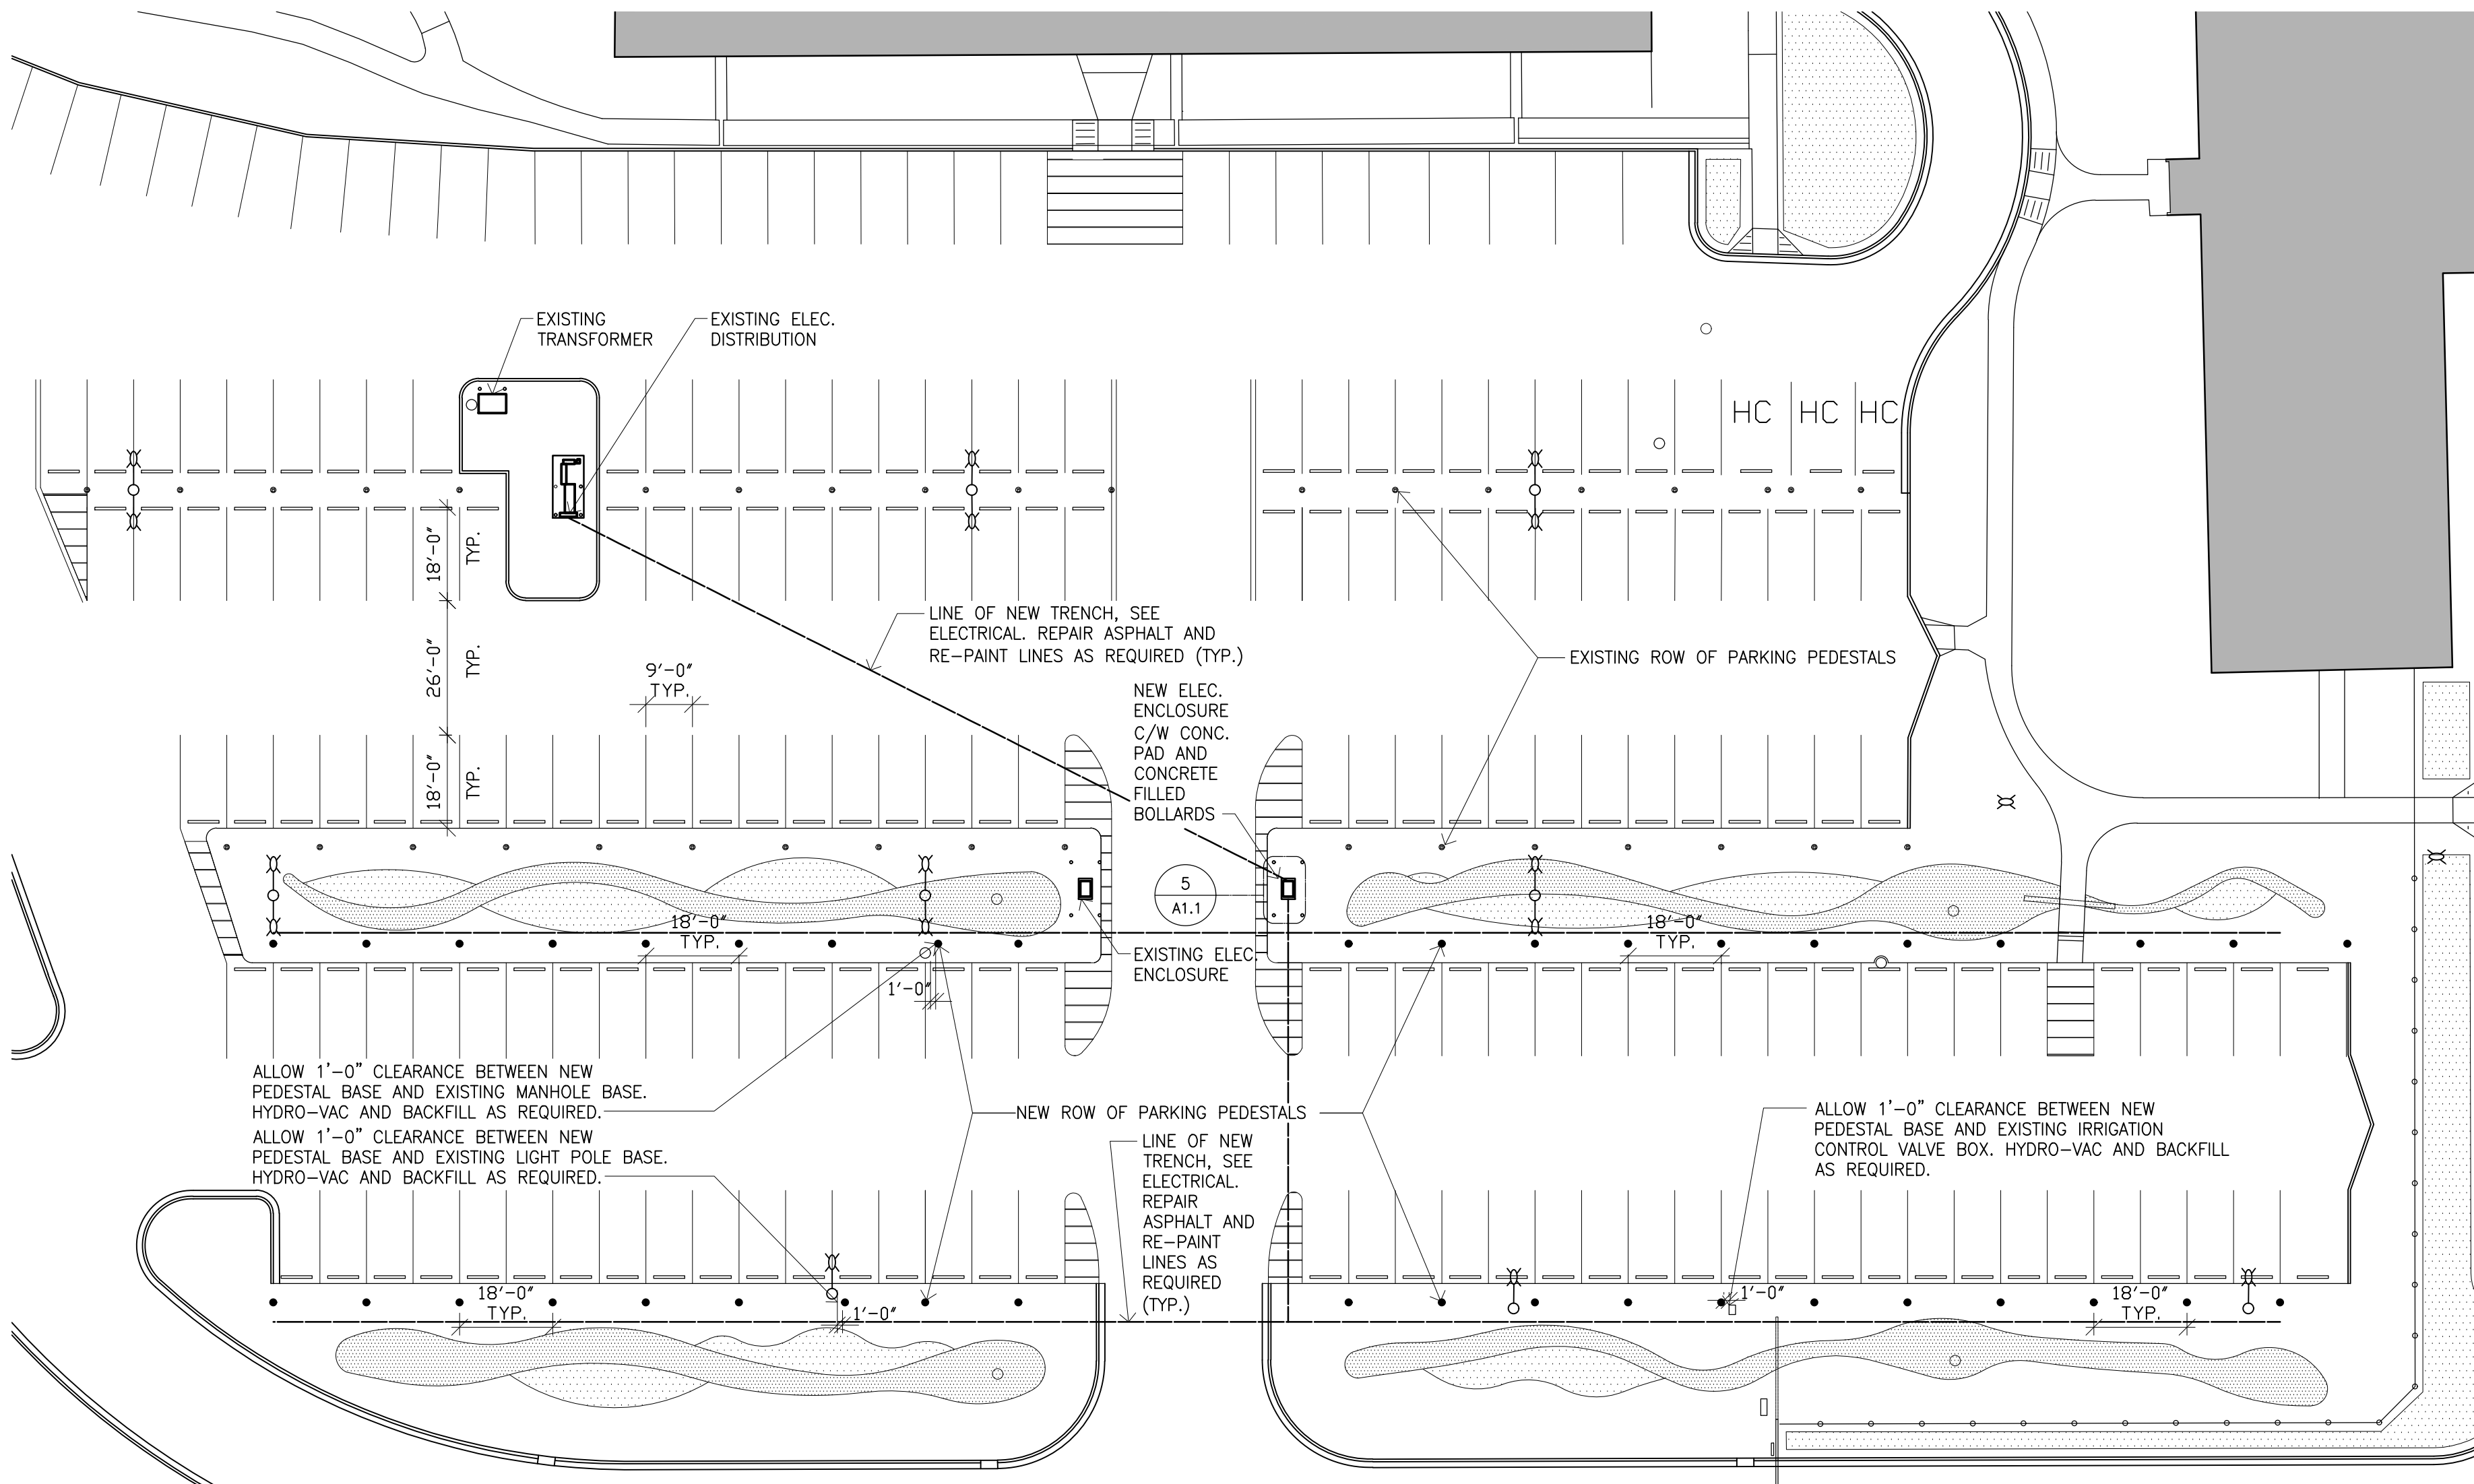 EXISTING
TRANSFORMER
EXISTING ELEC.
DISTRIBUTION
HC HC HC
18'-0"
TYP.
26'-0"
TYP.
18'-0"
TYP.
9'-0"
TYP.
LINE OF NEW TRENCH, SEE
ELECTRICAL. REPAIR ASPHALT AND
RE-PAINT LINES AS REQUIRED (TYP.)
EXISTING ROW OF PARKING PEDESTALS
NEW ELEC.
ENCLOSURE
C/W CONC.
PAD AND
CONCRETE
FILLED
BOLLARDS
5
A1.1
18'-0"
TYP.
18'-0"
TYP.
EXISTING ELEC.
ENCLOSURE
1'-0"
ALLOW 1'-0" CLEARANCE BETWEEN NEW
PEDESTAL BASE AND EXISTING MANHOLE BASE.
HYDRO-VAC AND BACKFILL AS REQUIRED.
ALLOW 1'-0" CLEARANCE BETWEEN NEW
PEDESTAL BASE AND EXISTING LIGHT POLE BASE.
HYDRO-VAC AND BACKFILL AS REQUIRED.
NEW ROW OF PARKING PEDESTALS
LINE OF NEW
TRENCH, SEE
ELECTRICAL.
REPAIR
ASPHALT AND
RE-PAINT
LINES AS
REQUIRED
(TYP.)
ALLOW 1'-0" CLEARANCE BETWEEN NEW
PEDESTAL BASE AND EXISTING IRRIGATION
CONTROL VALVE BOX. HYDRO-VAC AND BACKFILL
AS REQUIRED.
18'-0"
TYP.
1'-0"
1'-0"
18'-0"
TYP.